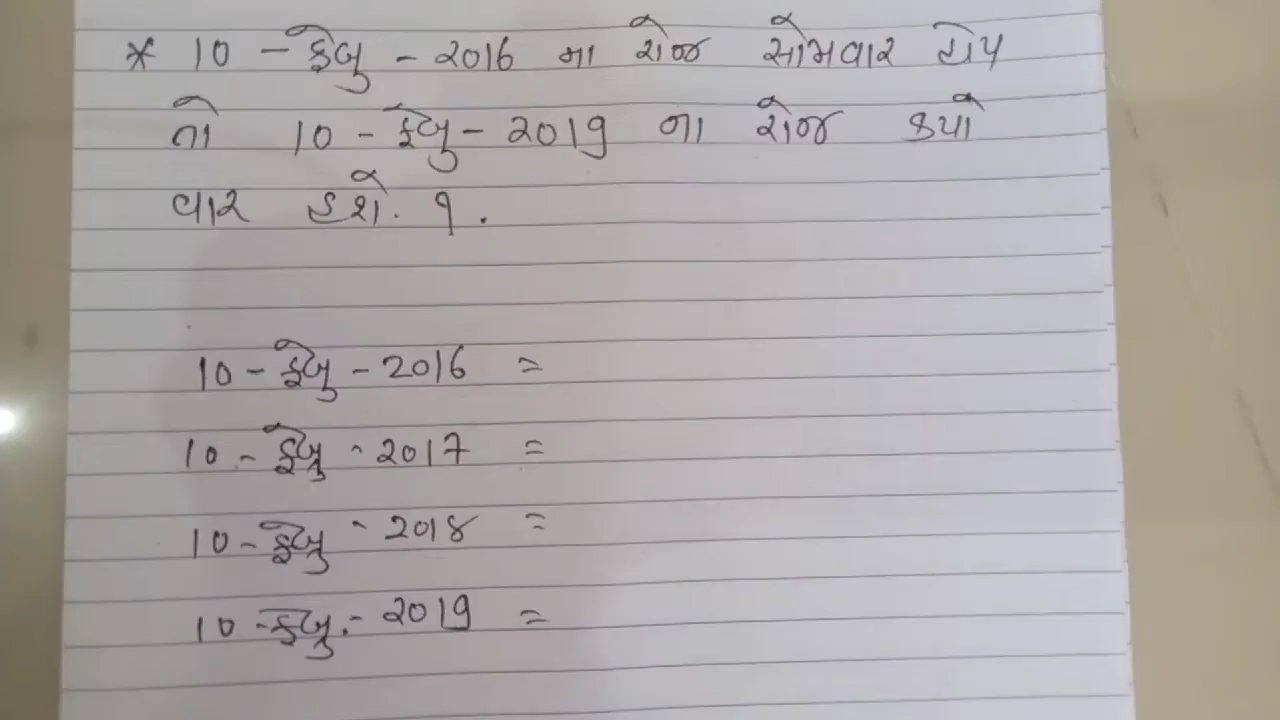 * 10 - ફેબ્રુ - 2016 ના રોજ સોમવાર હોય
તો 10 - ફેબ્રુ - 2019 ના રોજ કયો
વાર હશે. ?.
10 - ફેબ્રુ - 2016 =
10 - ફેબ્રુ - 2017 =
10 - ફેબ્રુ - 2018 =
10 - ફેબ્રુ. - 2019 =